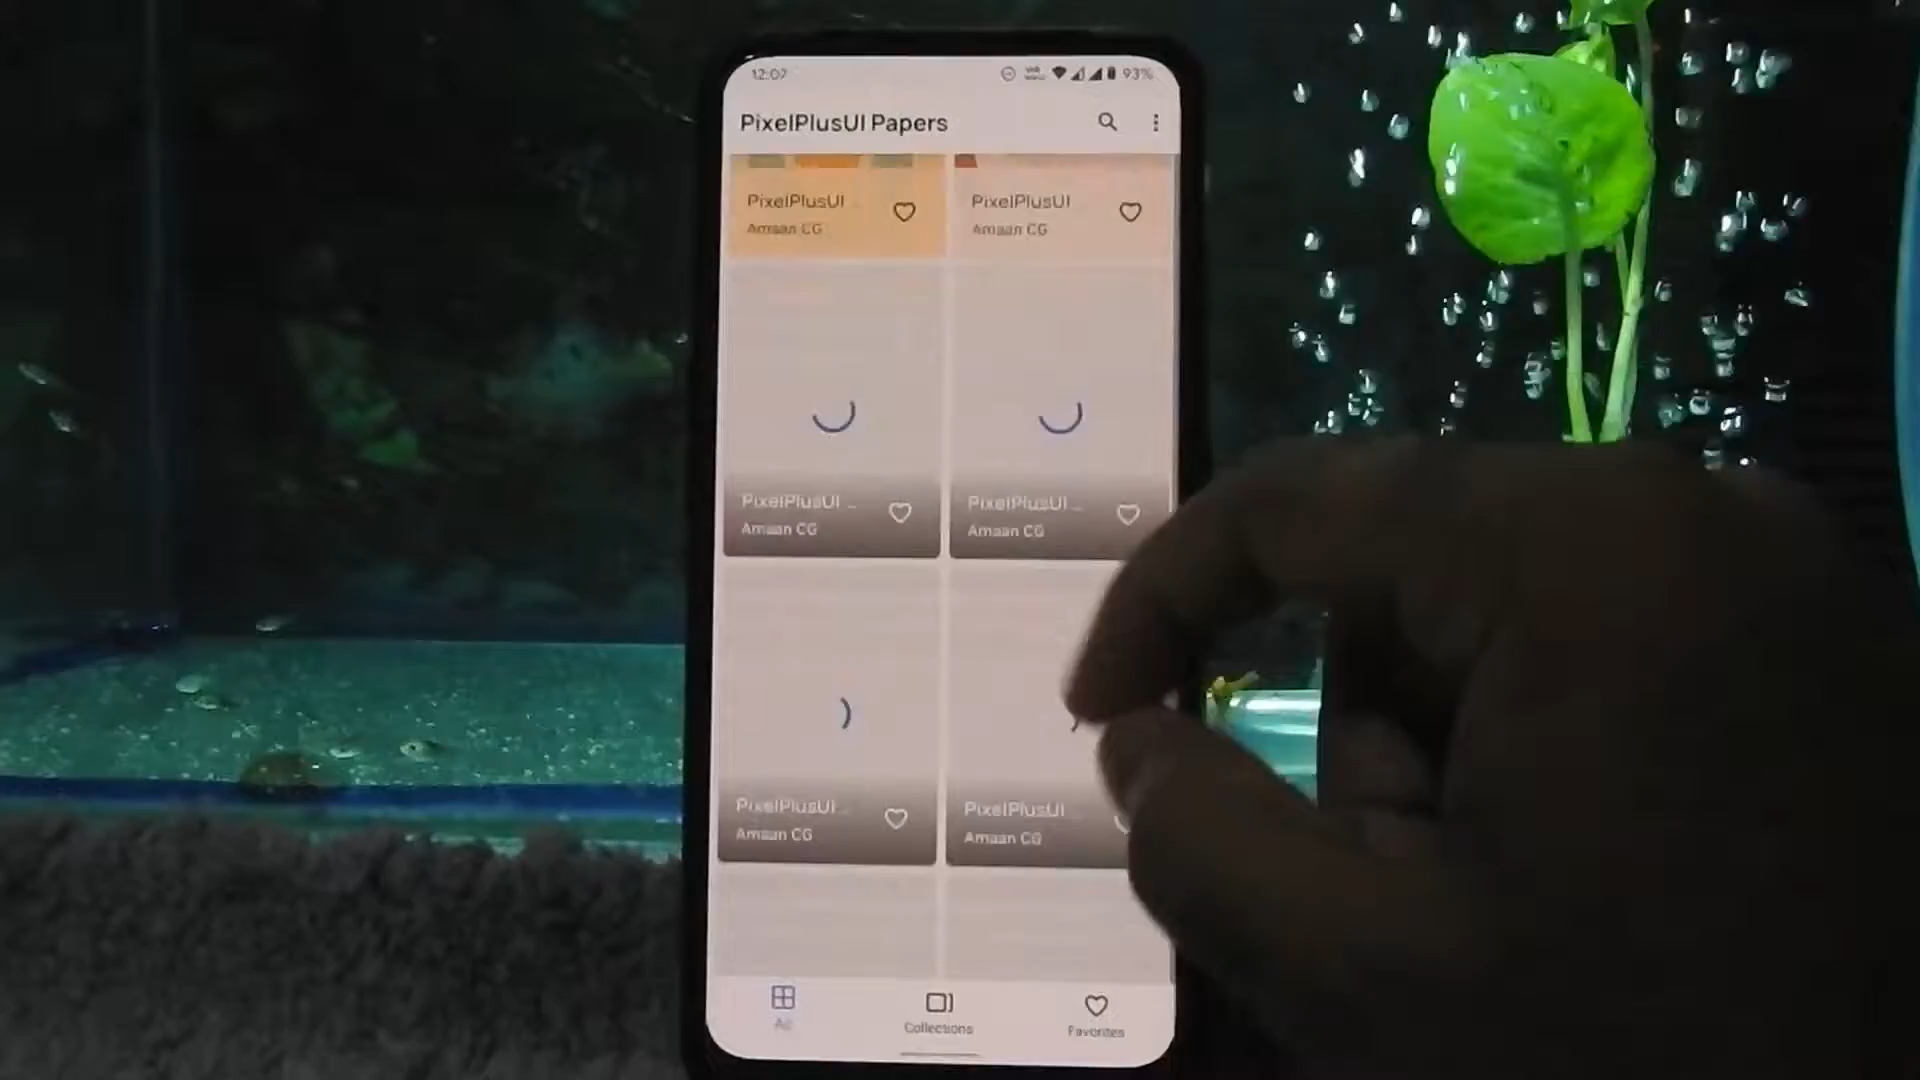 12:07
93%
PixelPlusUI Papers
PixelPlusUI ...
Amaan CG
PixelPlusUI ...
Amaan CG
PixelPlusUI ...
Amaan CG
PixelPlusUI ...
Amaan CG
PixelPlusUI ...
Amaan CG
PixelPlusUI ...
Amaan CG
Collections
Favorites